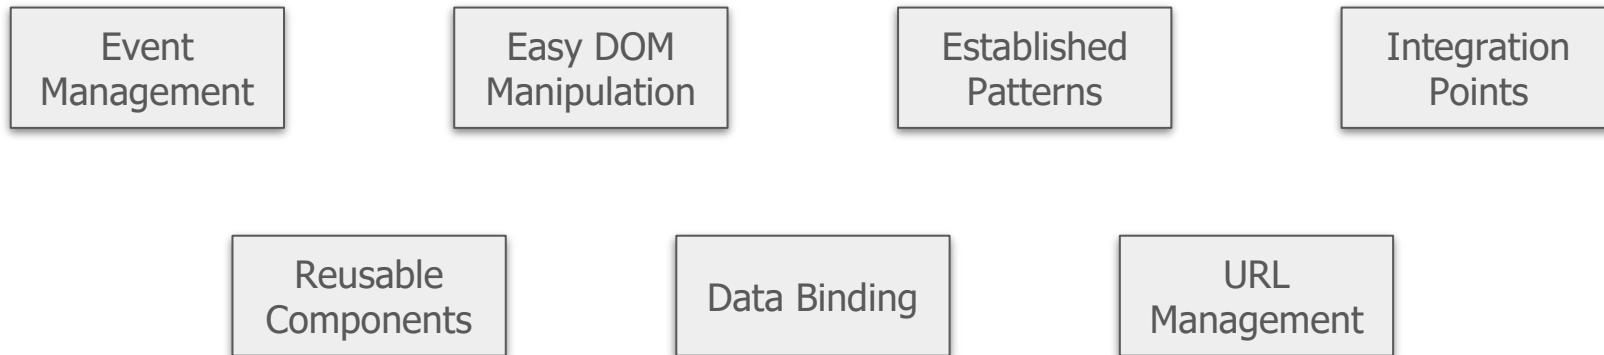 Event
Management
Easy DOM
Manipulation
Established
Patterns
Integration
Points
Reusable
Components
Data Binding
URL
Management